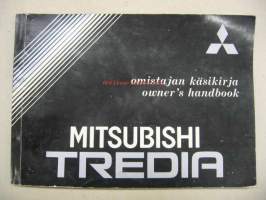 omistajan käsikirja
owner's handbook
MITSUBISHI
TREDIA